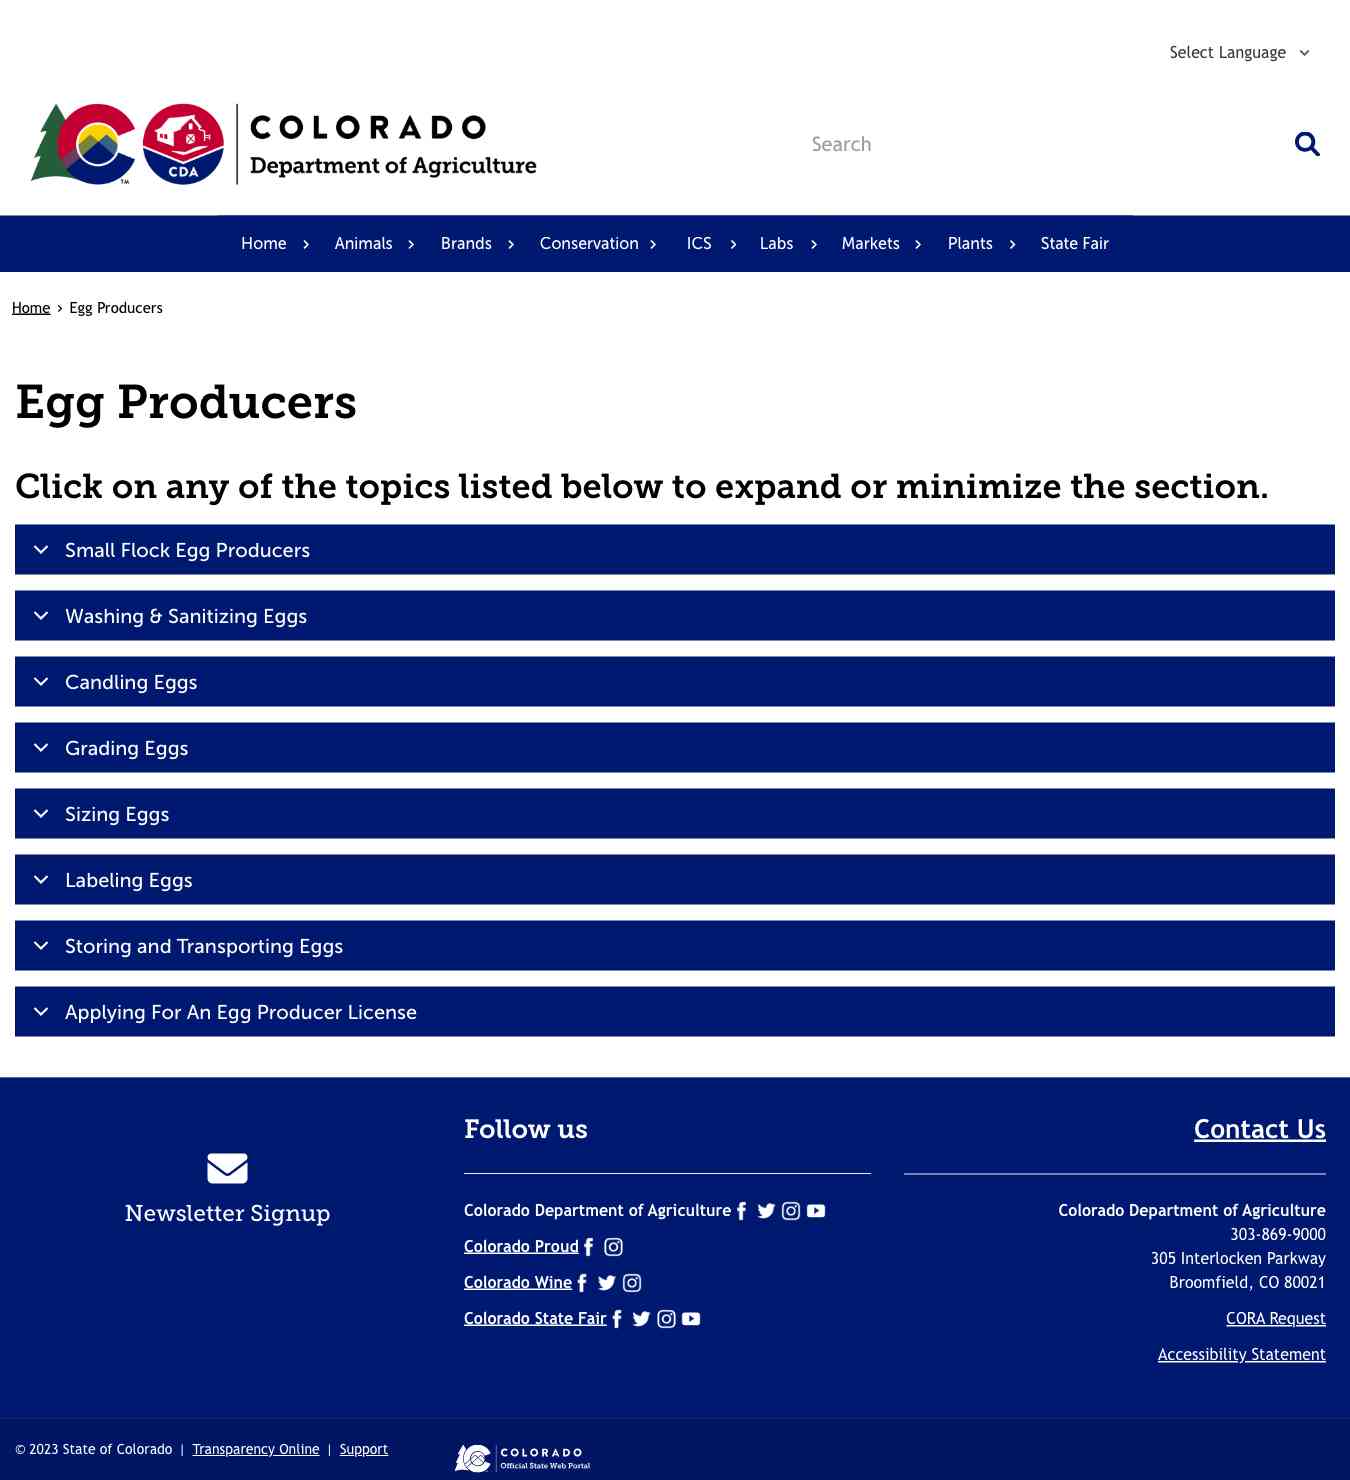 Select Language
CDA
TM
COLORADO
Department of Agriculture
Search
Home Animals Brands Conservation ICS Labs Markets Plants State Fair
Home › Egg Producers
Egg Producers
Click on any of the topics listed below to expand or minimize the section.
Small Flock Egg Producers
Washing & Sanitizing Eggs
Candling Eggs
Grading Eggs
Sizing Eggs
Labeling Eggs
Storing and Transporting Eggs
Applying For An Egg Producer License
Newsletter Signup
Follow us
Colorado Department of Agriculture
Colorado Proud
Colorado Wine
Colorado State Fair
Contact Us
Colorado Department of Agriculture
303-869-9000
305 Interlocken Parkway
Broomfield, CO 80021
CORA Request
Accessibility Statement
© 2023 State of Colorado | Transparency Online | Support
COLORADO
Official State Web Portal